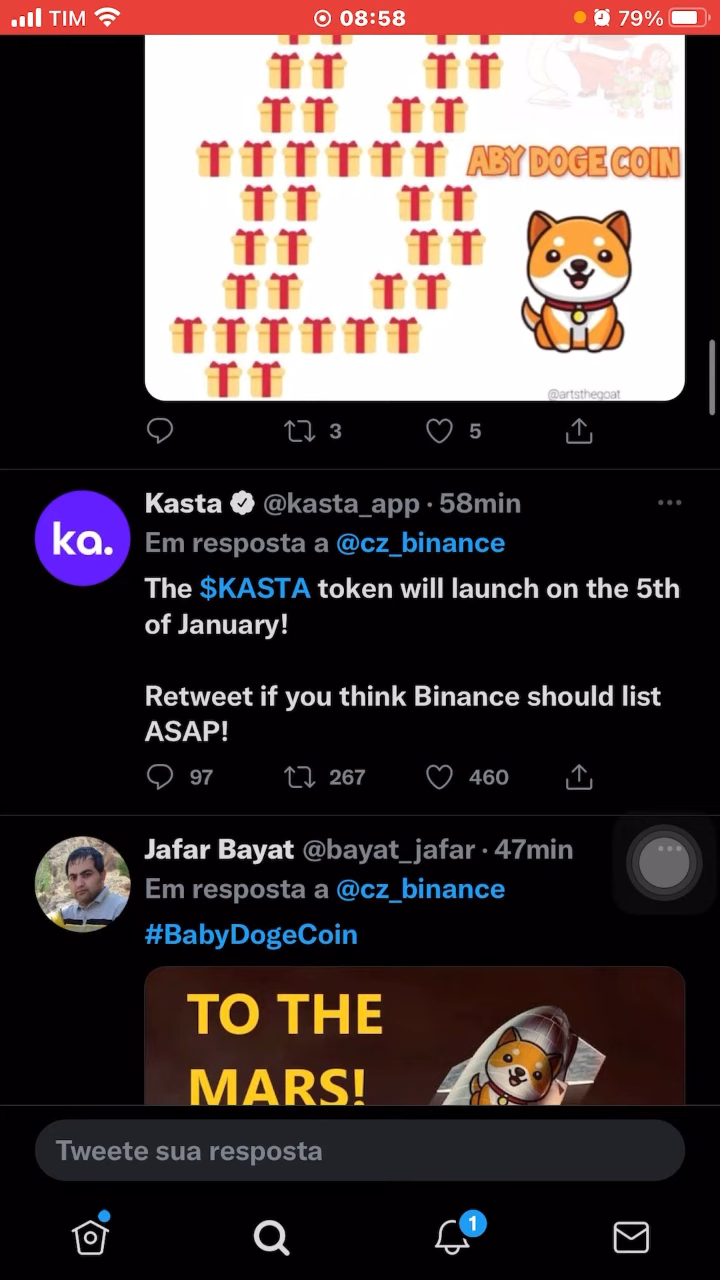 TIM 08:58 79%
ABY DOGE COIN
@artsthegoat
3 5
ka.
Kasta @kasta_app · 58min
Em resposta a @cz_binance
The $KASTA token will launch on the 5th
of January!
Retweet if you think Binance should list
ASAP!
97 267 460
Jafar Bayat @bayat_jafar · 47min
Em resposta a @cz_binance
#BabyDogeCoin
TO THE
MARS!
Tweete sua resposta
1